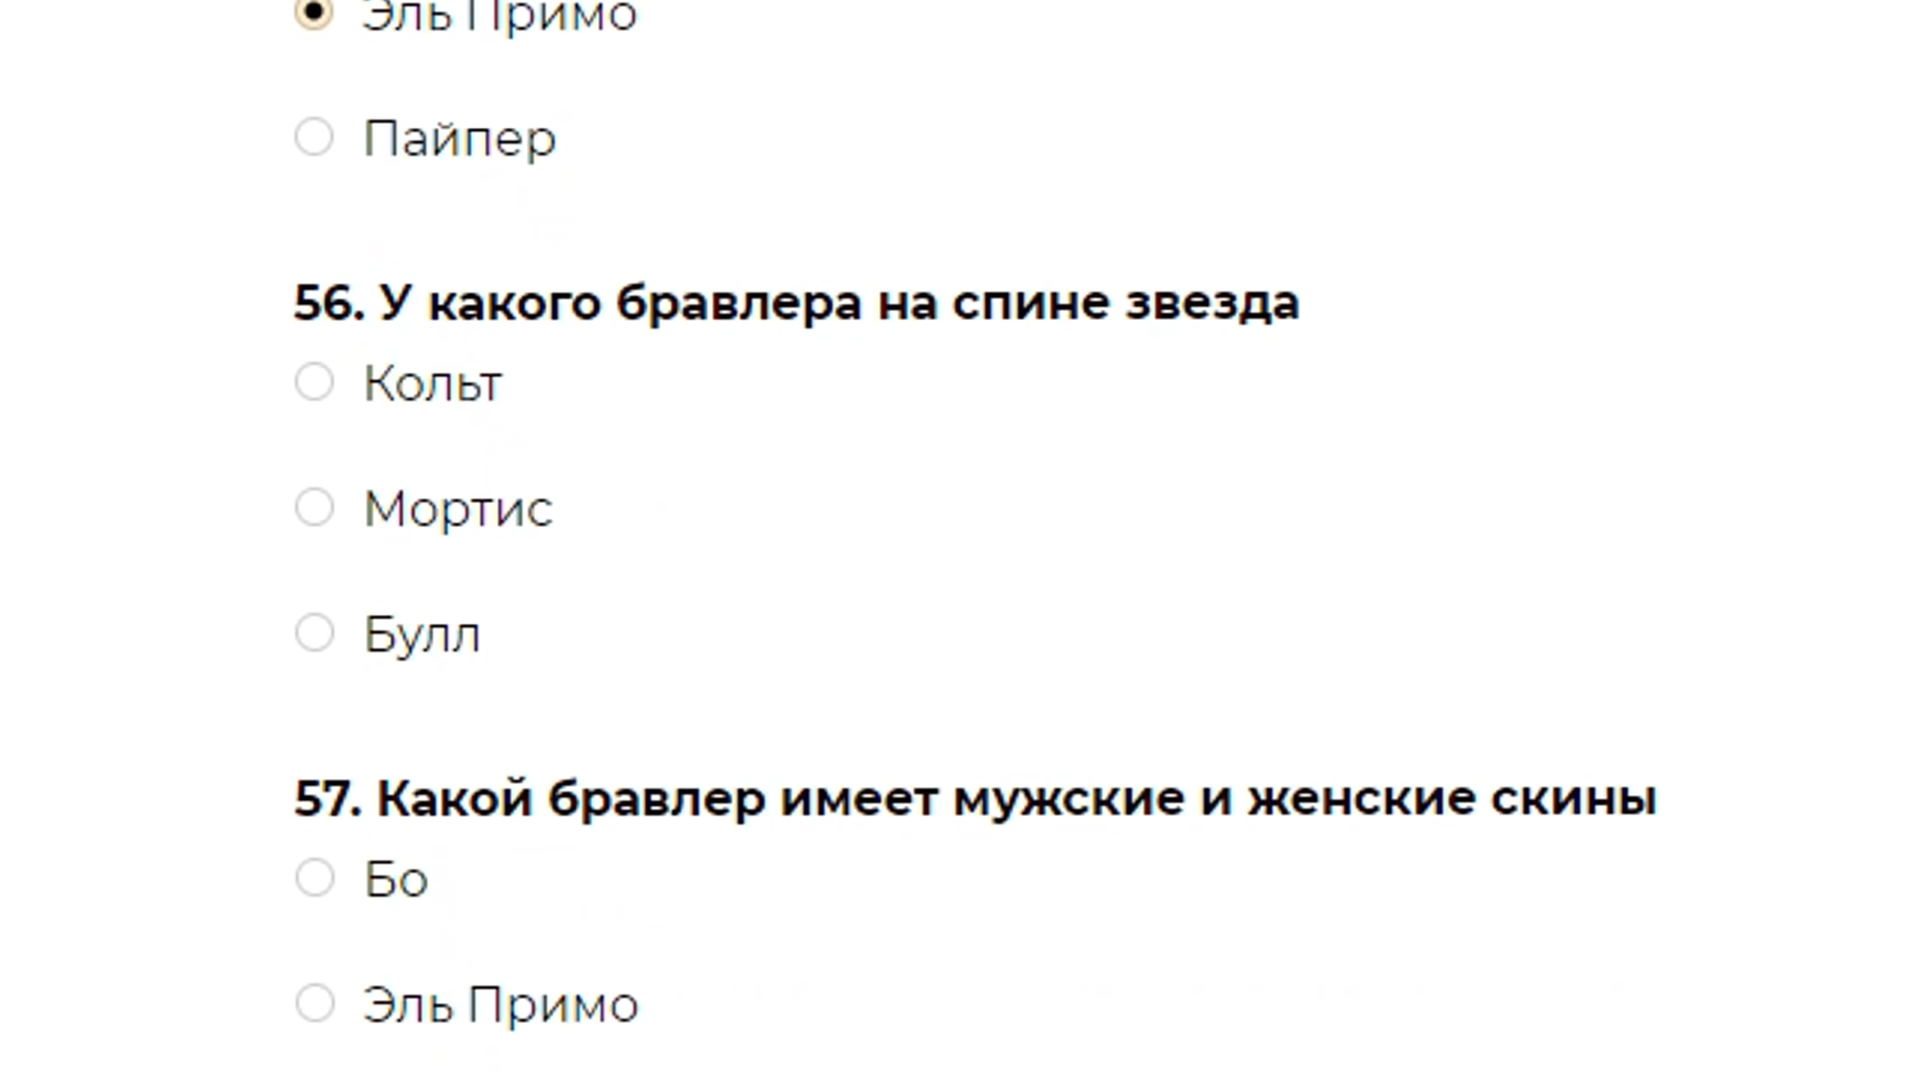 Эль Примо
Пайпер
56. У какого бравлера на спине звезда
Кольт
Мортис
Булл
57. Какой бравлер имеет мужские и женские скины
Бо
Эль Примо